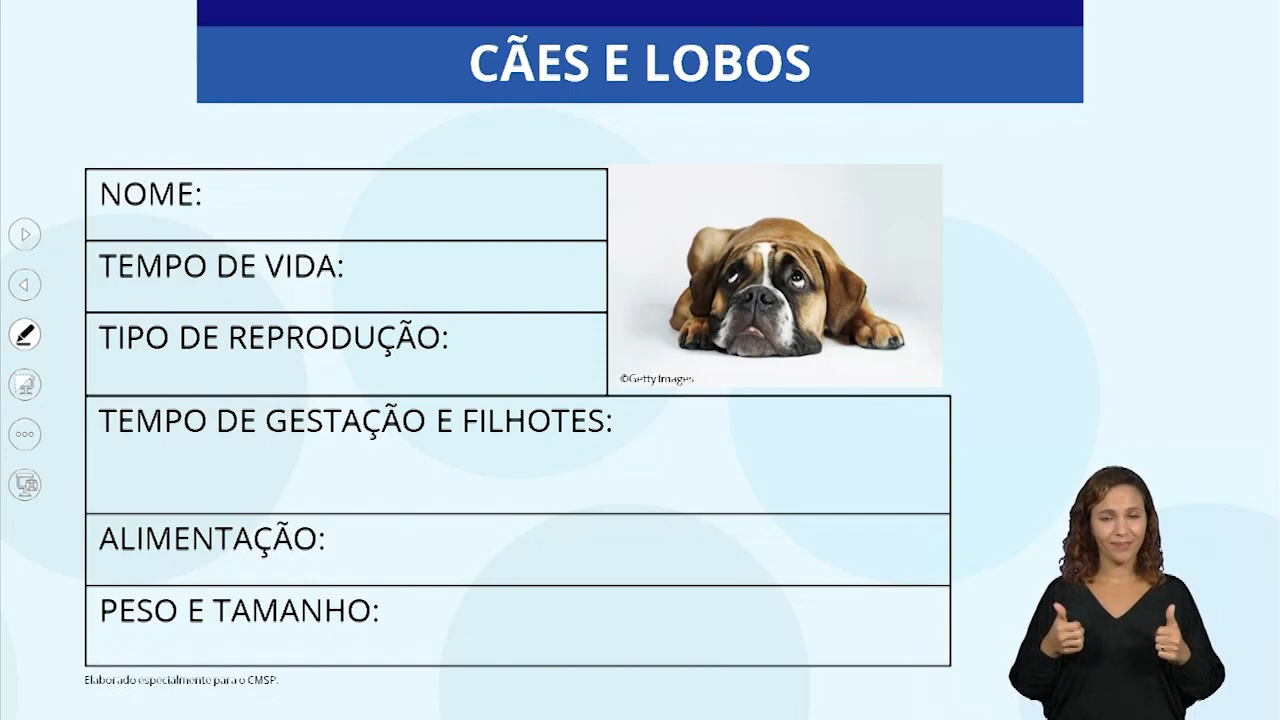 CÃES E LOBOS
NOME:
TEMPO DE VIDA:
TIPO DE REPRODUÇÃO:
©Getty Images
TEMPO DE GESTAÇÃO E FILHOTES:
ALIMENTAÇÃO:
PESO E TAMANHO:
Elaborado especialmente para o CMSP.